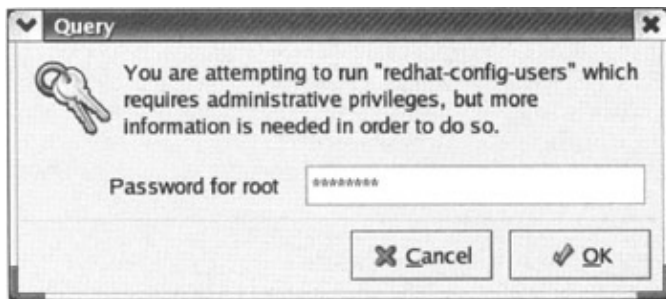 Query
You are attempting to run "redhat-config-users" which
requires administrative privileges, but more
information is needed in order to do so.
Password for root ********
Cancel OK